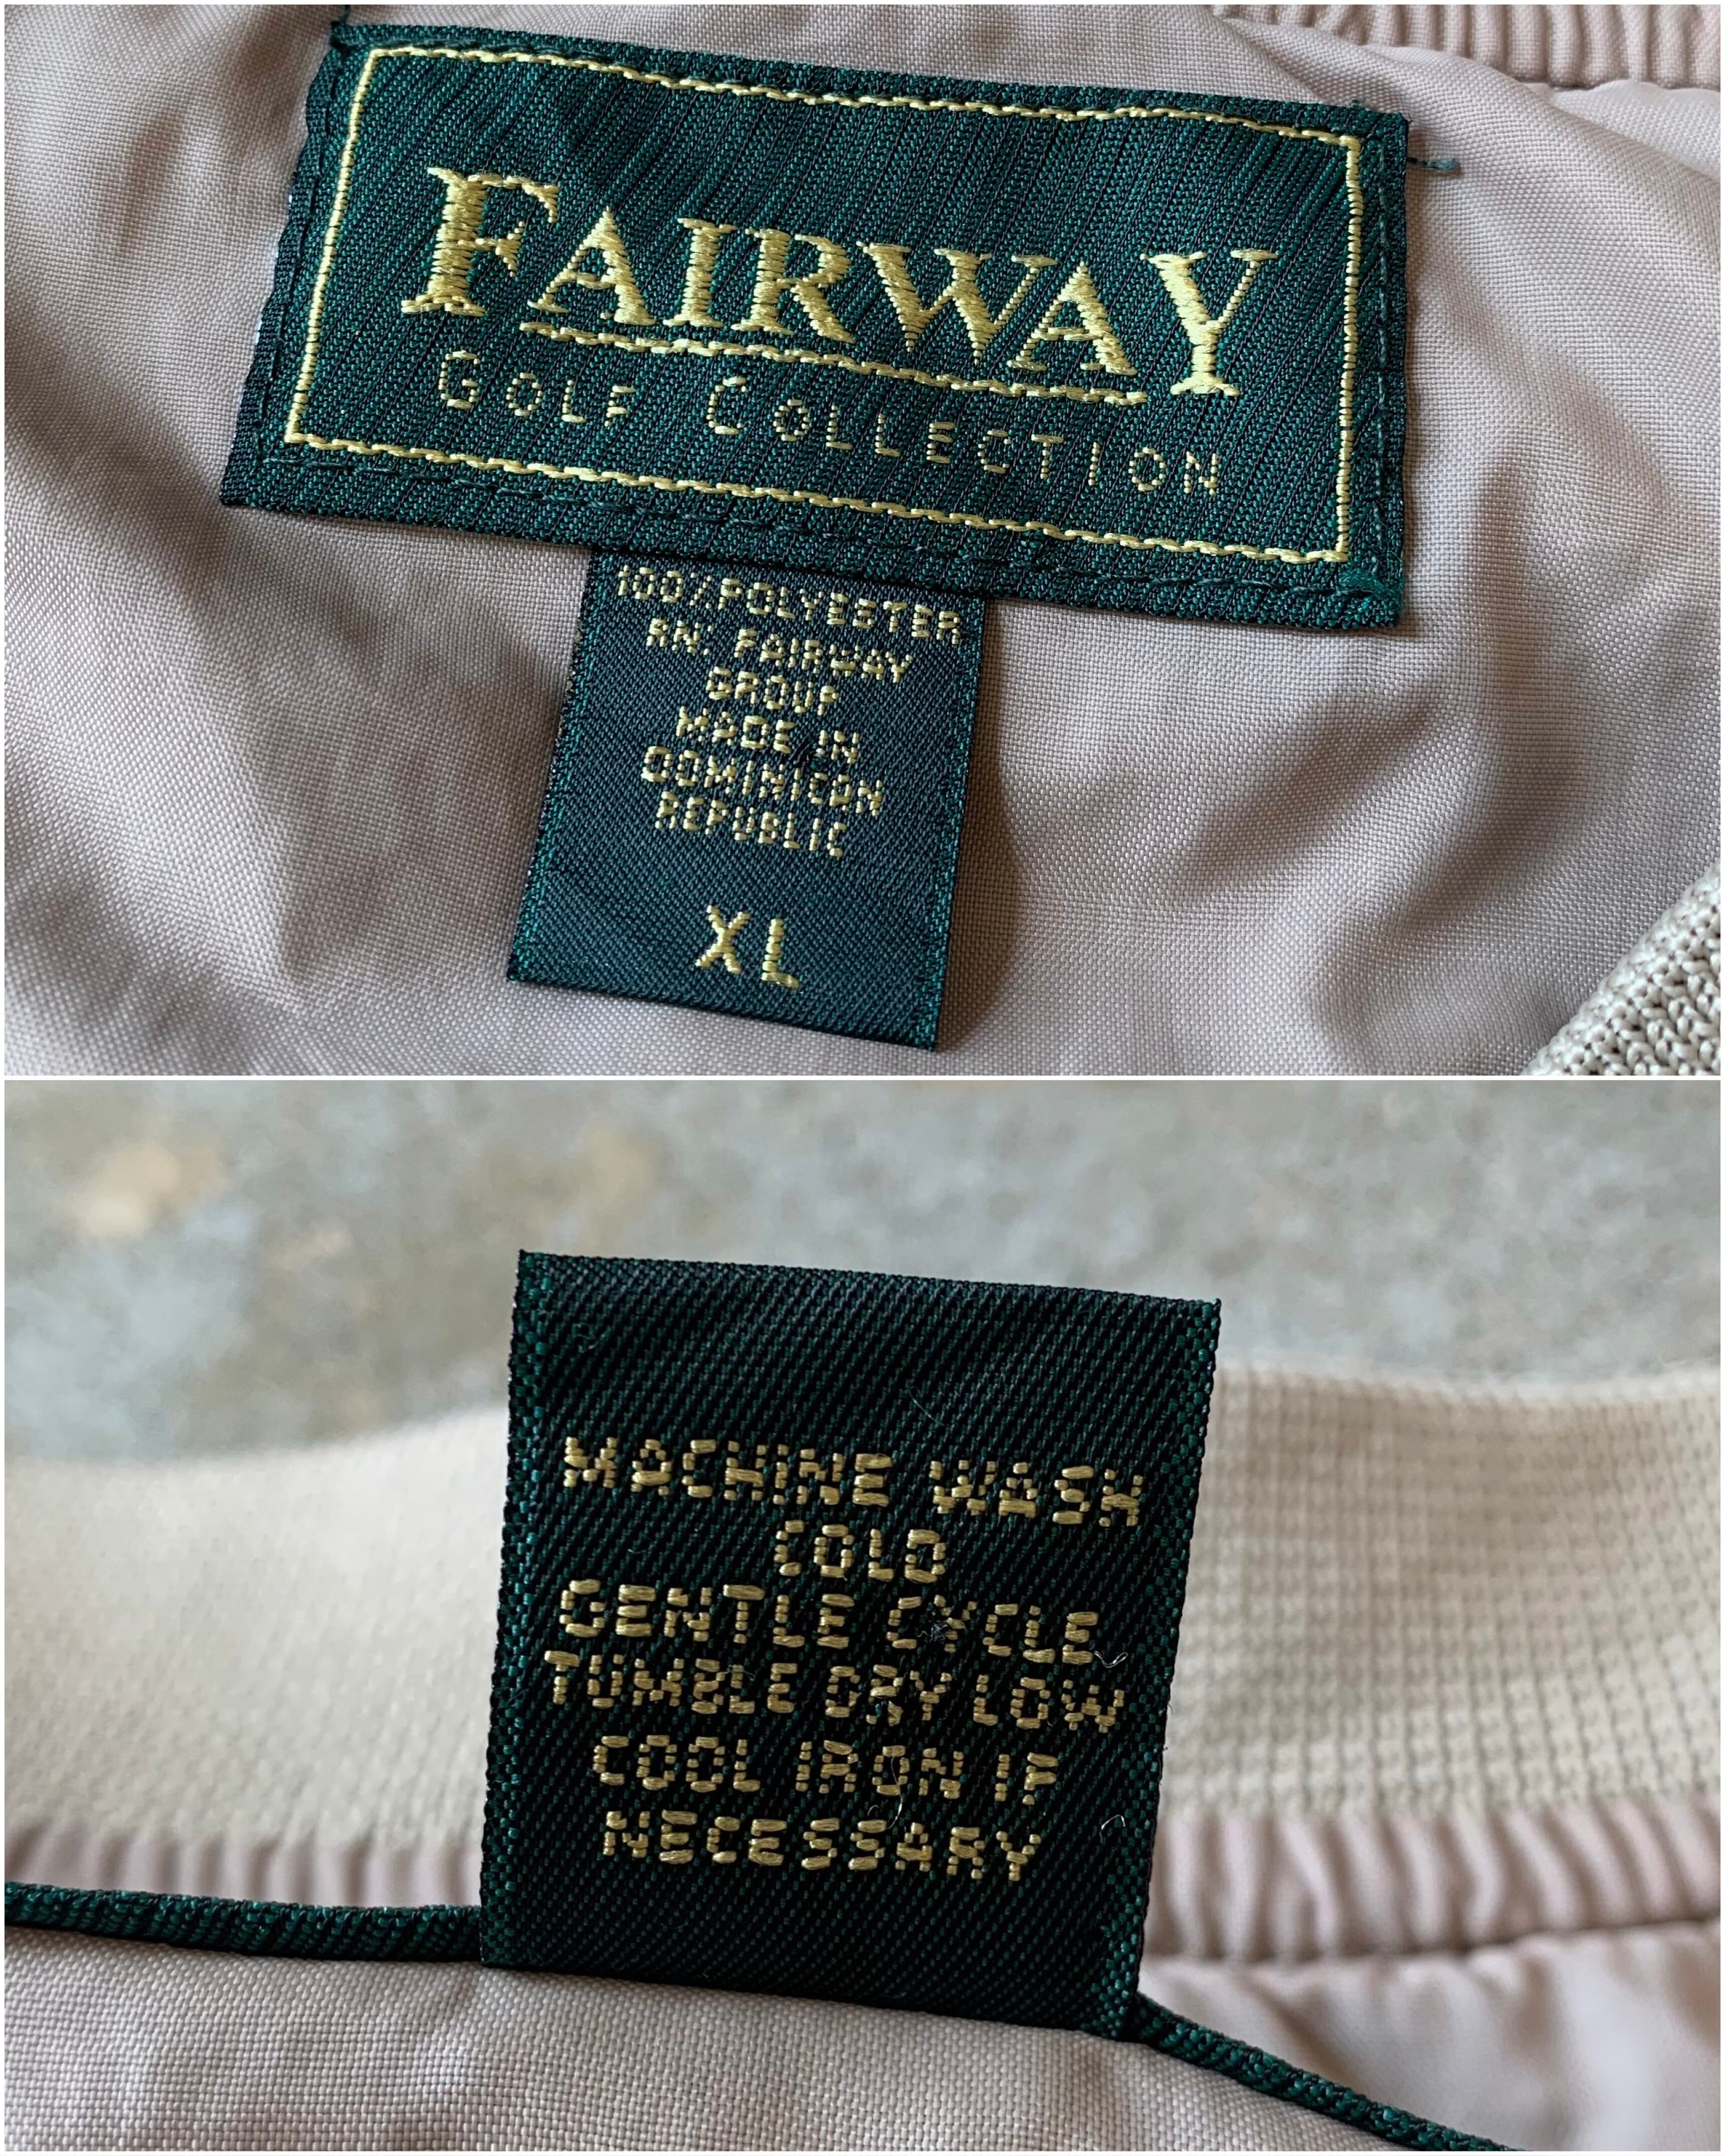 FAIRWAY
GOLF COLLECTION
100% POLYESTER
RN. FAIRWAY
GROUP
MADE IN
DOMINICAN
REPUBLIC
XL
MACHINE WASH
COLD
GENTLE CYCLE
TUMBLE DRY LOW
COOL IRON IF
NECESSARY